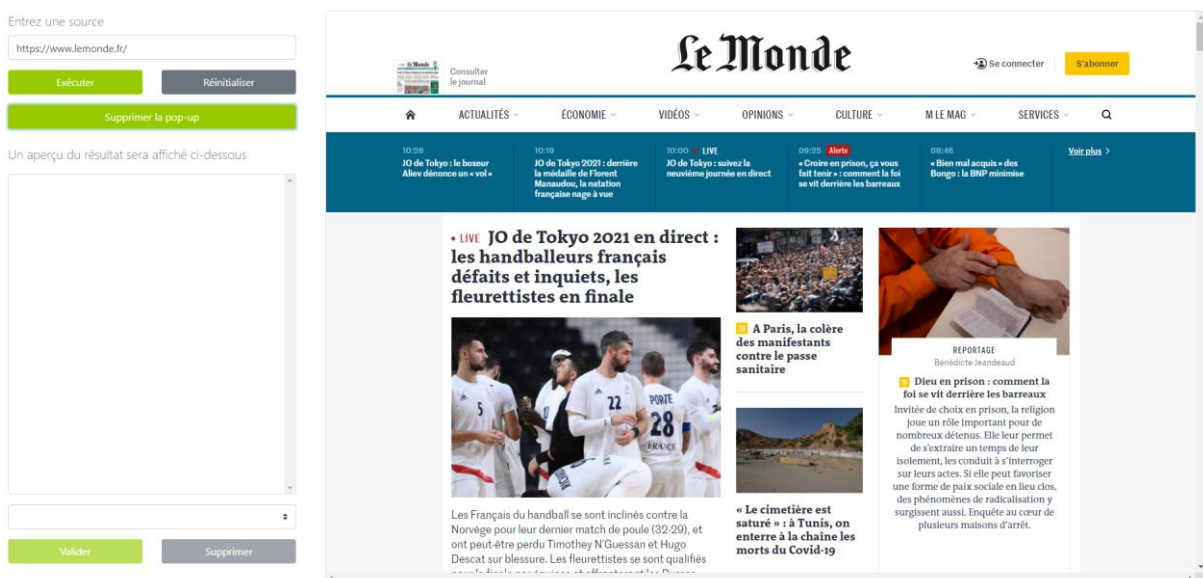 Entrez une source
https://www.lemonde.fr/
Exécuter
Réinitialiser
Supprimer la pop-up
Un aperçu du résultat sera affiché ci-dessous
Valider
Supprimer
Consulter
le journal
Le Monde
Se connecter
S'abonner
ACTUALITÉS
ÉCONOMIE
VIDÉOS
OPINIONS
CULTURE
M LE MAG
SERVICES
10:28
JO de Tokyo : le boxeur
Aliev dénonce un « vol »
10:19
JO de Tokyo 2021 : derrière
la médaille de Florent
Manaudou, la natation
française nage à vue
10:00 • LIVE
JO de Tokyo : suivez la
neuvième journée en direct
09:25 Alerte
« Croire en prison, ça vous
fait tenir » : comment la foi
se vit derrière les barreaux
08:46
« Bien mal acquis » des
Bongo : la BNP minimise
Voir plus >
• LIVE JO de Tokyo 2021 en direct :
les handballeurs français
défaits et inquiets, les
fleurettistes en finale
5
22
PORTE
28
FRANCE
Les Français du handball se sont inclinés contre la
Norvège pour leur dernier match de poule (32-29), et
ont peut-être perdu Timothey N'Guessan et Hugo
Descat sur blessure. Les fleurettistes se sont qualifiés
A Paris, la colère
des manifestants
contre le passe
sanitaire
« Le cimetière est
saturé » : à Tunis, on
enterre à la chaîne les
morts du Covid-19
REPORTAGE
Bénédicte Jeandeaud
Dieu en prison : comment la
foi se vit derrière les barreaux
Invitée de choix en prison, la religion
joue un rôle important pour de
nombreux détenus. Elle leur permet
de s'extraire un temps de leur
isolement, les conduit à s'interroger
sur leurs actes. Si elle peut favoriser
une forme de paix sociale en lieu clos,
des phénomènes de radicalisation y
surgissent aussi. Enquête au cœur de
plusieurs maisons d'arrêt.